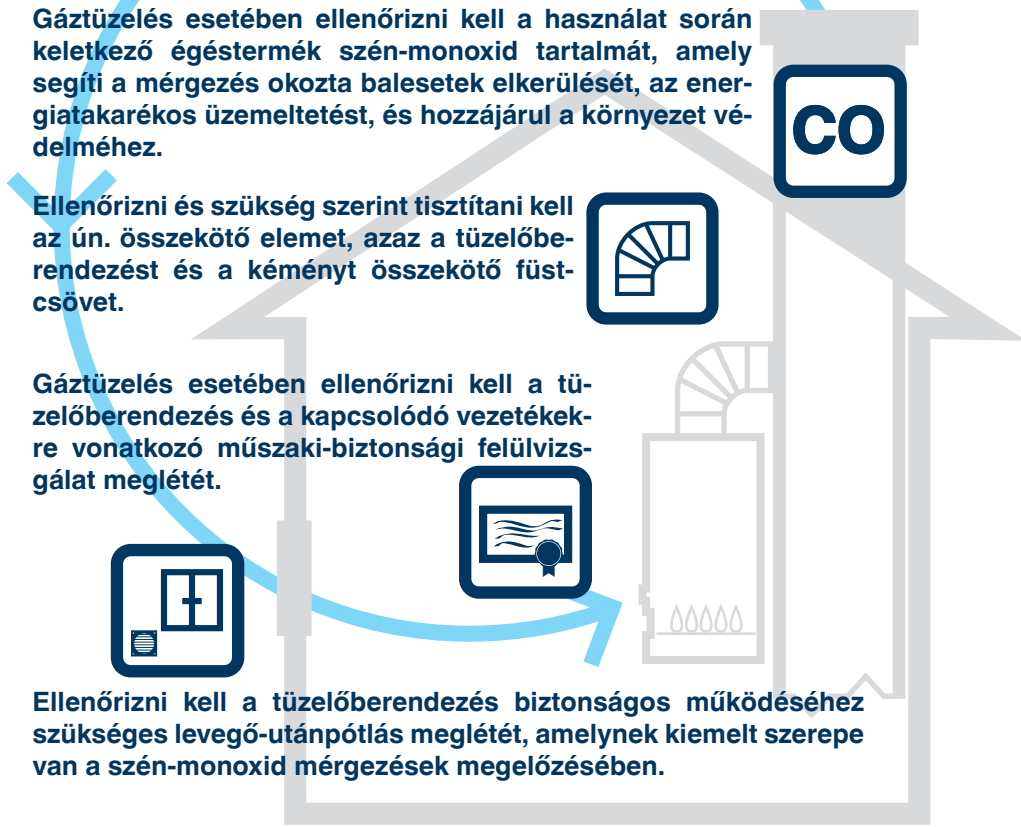 Gáztüzelés esetében ellenőrizni kell a használat során
keletkező égéstermék szén-monoxid tartalmát, amely
segíti a mérgezés okozta balesetek elkerülését, az ener-
giatakarékos üzemeltetést, és hozzájárul a környezet vé-
delméhez.
CO
Ellenőrizni és szükség szerint tisztítani kell
az ún. összekötő elemet, azaz a tüzelőbe-
rendezést és a kéményt összekötő füst-
csövet.
Gáztüzelés esetében ellenőrizni kell a tü-
zelőberendezés és a kapcsolódó vezetékek-
re vonatkozó műszaki-biztonsági felülvizs-
gálat meglétét.
Ellenőrizni kell a tüzelőberendezés biztonságos működéséhez
szükséges levegő-utánpótlás meglétét, amelynek kiemelt szerepe
van a szén-monoxid mérgezések megelőzésében.